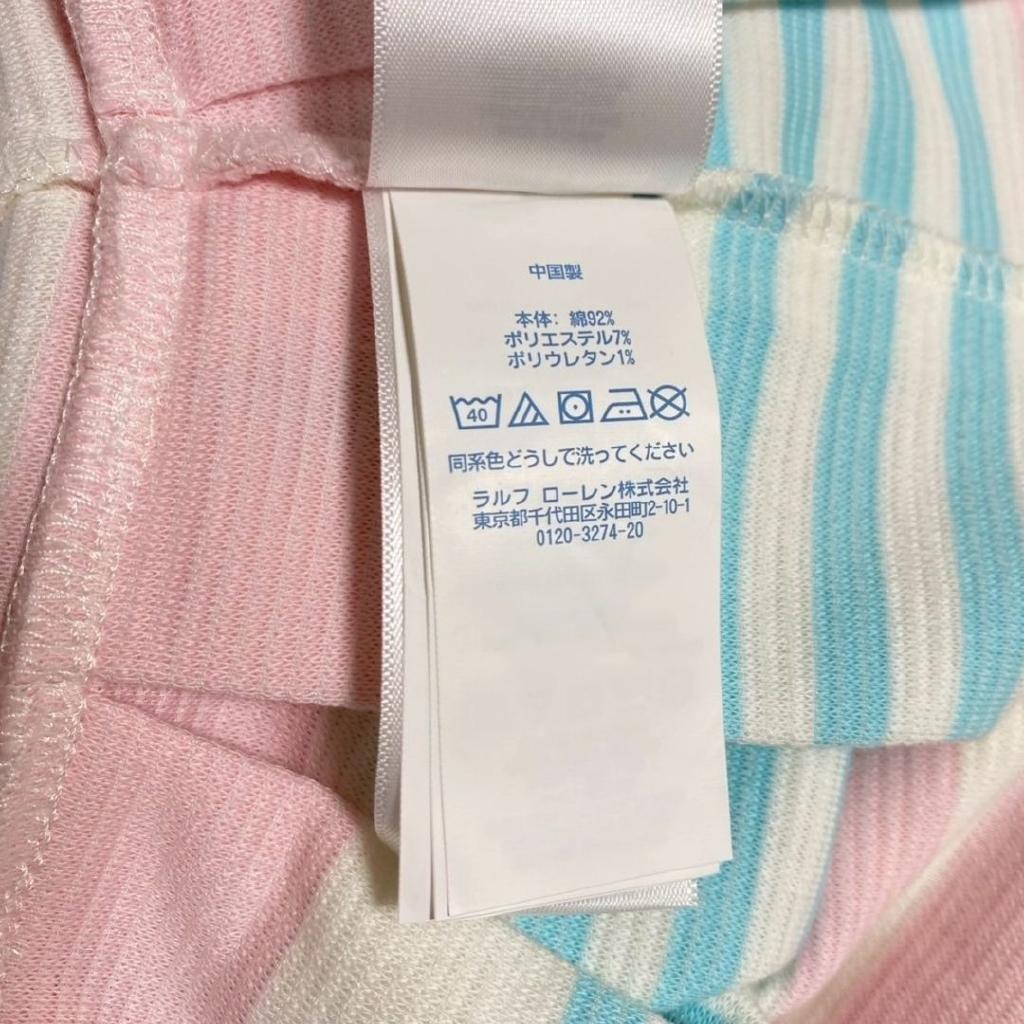 中国製
本体: 綿92%
ポリエステル7%
ポリウレタン1%
40
同系色どうしで洗ってください
ラルフ ローレン株式会社
東京都千代田区永田町2-10-1
0120-3274-20